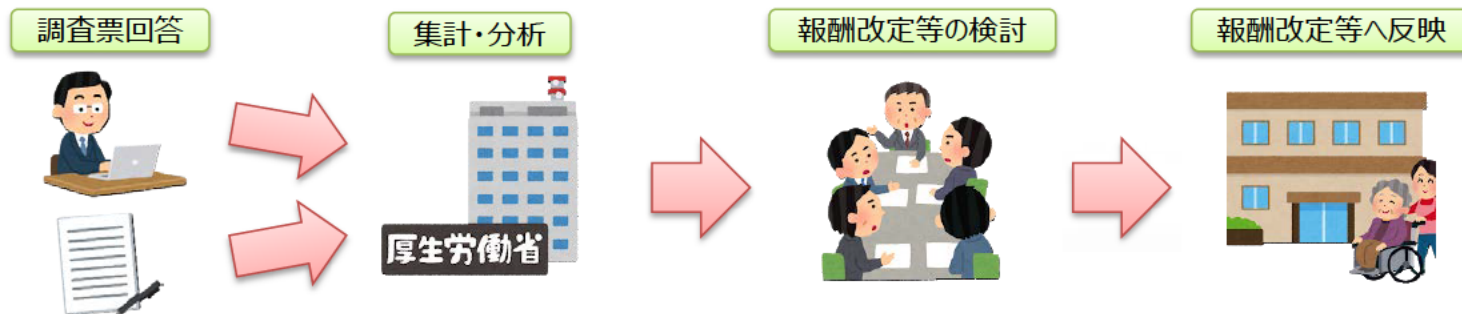 調査票回答
集計・分析
報酬改定等の検討
報酬改定等へ反映
厚生労働省